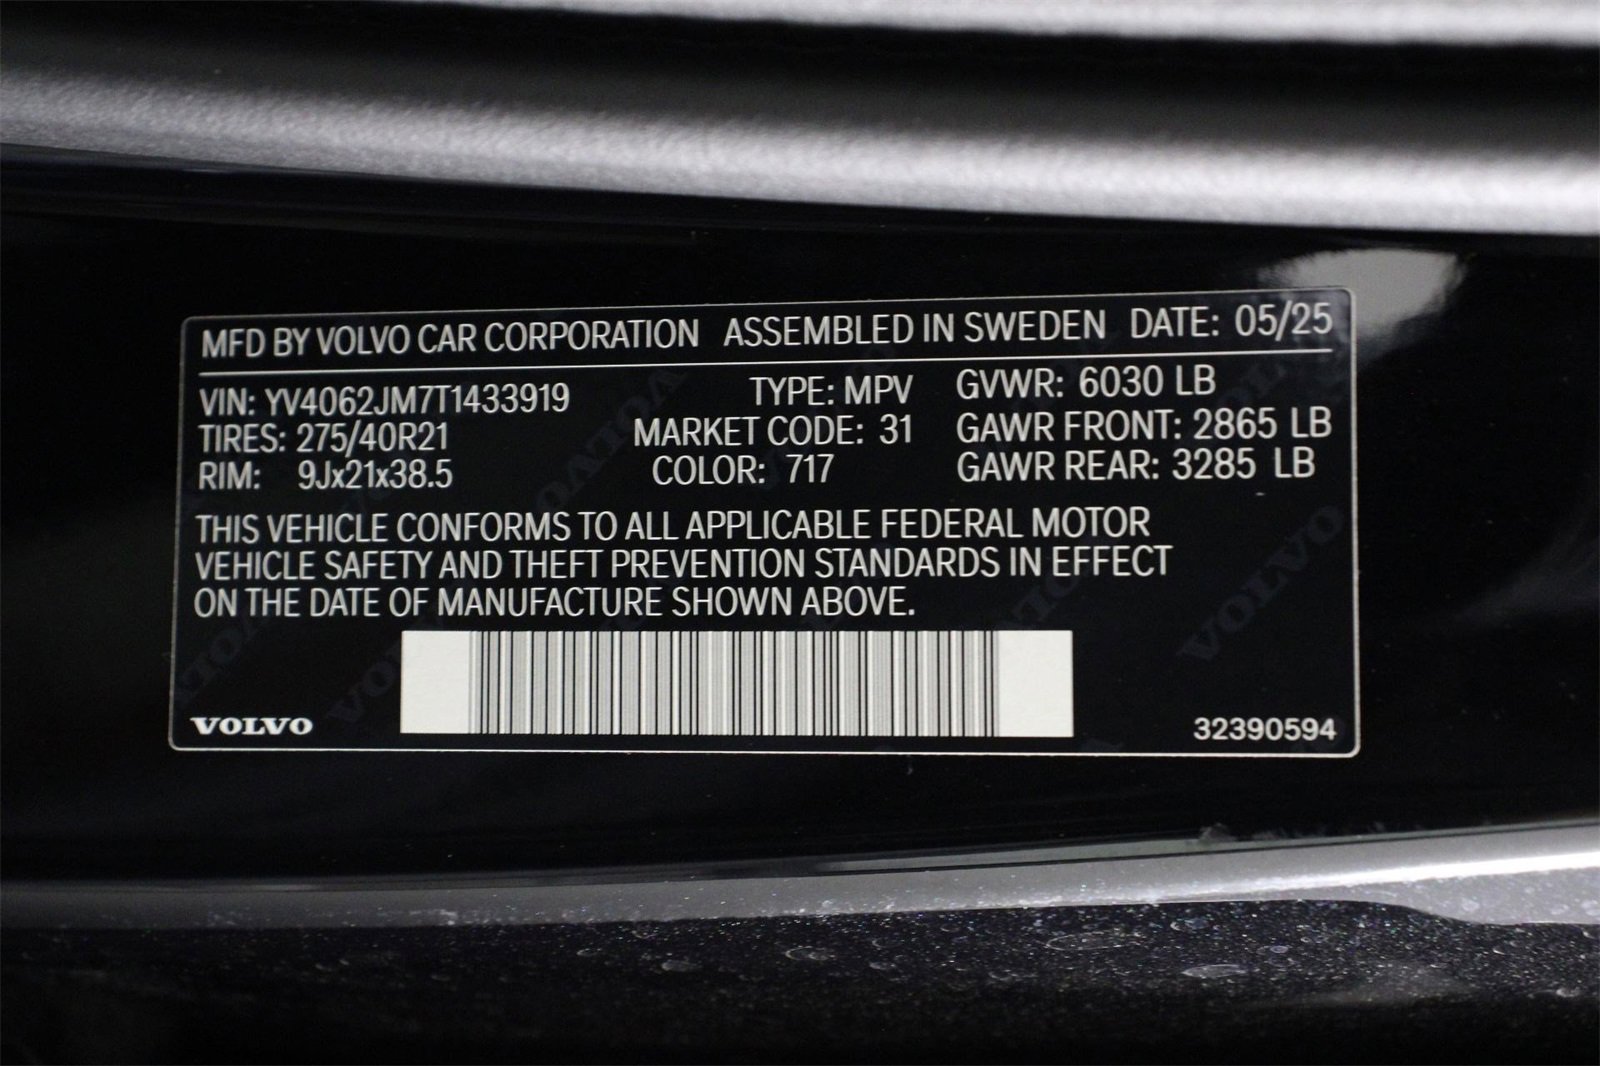 MFD BY VOLVO CAR CORPORATION ASSEMBLED IN SWEDEN DATE: 05/25
VIN: YV4062JM7T1433919 TYPE: MPV GVWR: 6030 LB
TIRES: 275/40R21 MARKET CODE: 31 GAWR FRONT: 2865 LB
RIM: 9Jx21x38.5 COLOR: 717 GAWR REAR: 3285 LB
THIS VEHICLE CONFORMS TO ALL APPLICABLE FEDERAL MOTOR
VEHICLE SAFETY AND THEFT PREVENTION STANDARDS IN EFFECT
ON THE DATE OF MANUFACTURE SHOWN ABOVE.
VOLVO 32390594